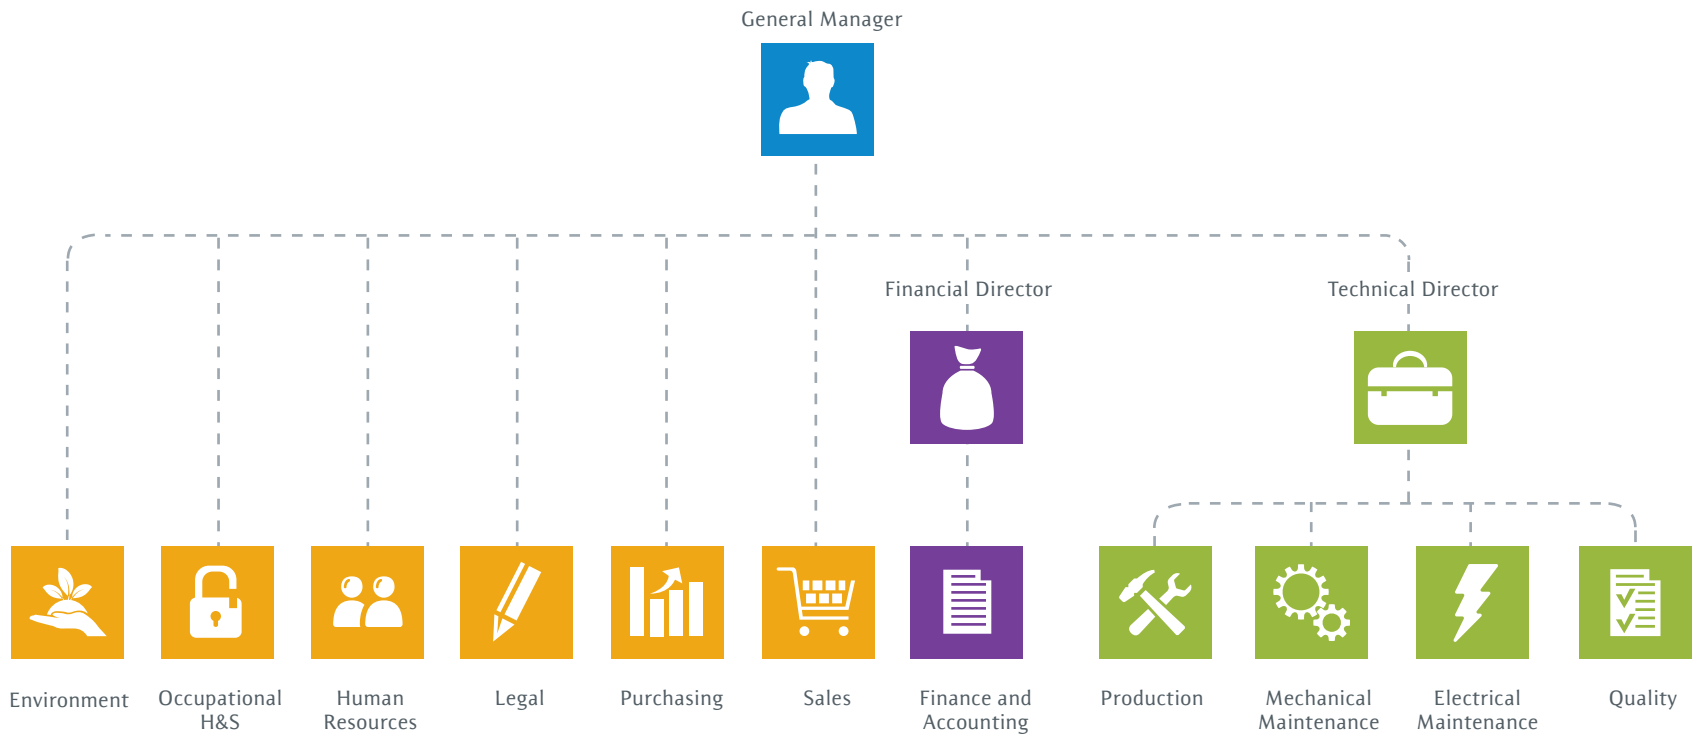 General Manager
Financial Director
Technical Director
Environment
Occupational
H&S
Human
Resources
Legal
Purchasing
Sales
Finance and
Accounting
Production
Mechanical
Maintenance
Electrical
Maintenance
Quality